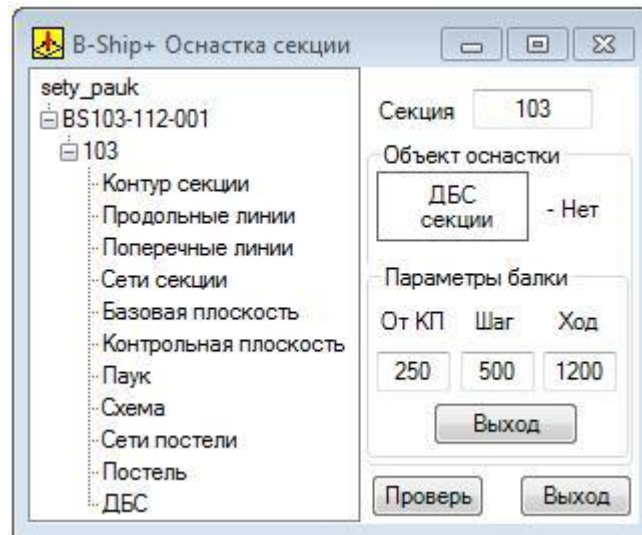 B-Ship+ Оснастка секции
sety_pauk
BS103-112-001
103
Контур секции
Продольные линии
Поперечные линии
Сети секции
Базовая плоскость
Контрольная плоскость
Паук
Схема
Сети постели
Постель
ДБС
Секция 103
Объект оснастки
ДБС
секции
- Нет
Параметры балки
От КП Шаг Ход
250 500 1200
Выход
Проверь Выход